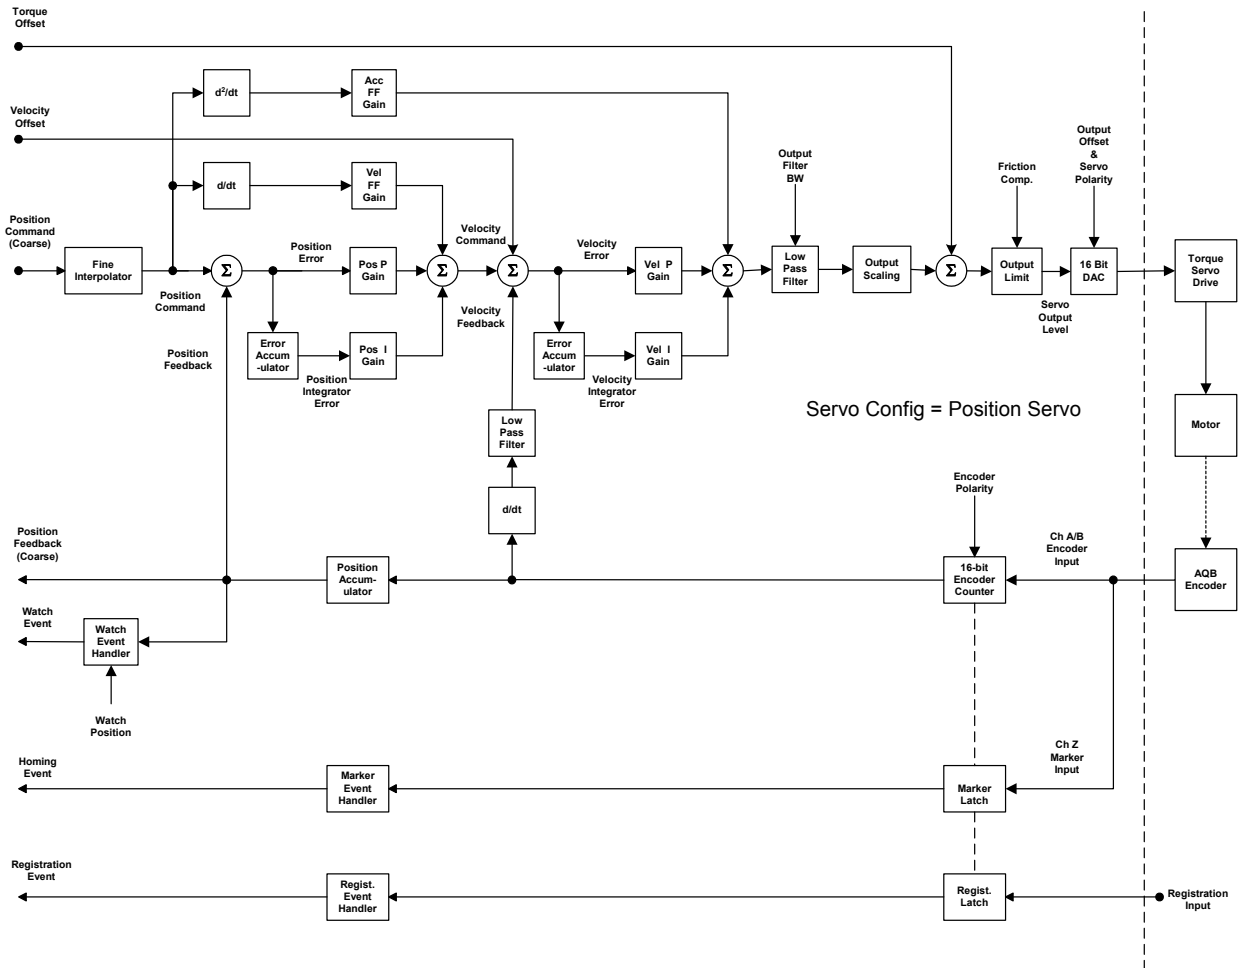 Torque
Offset
d²/dt
Acc
FF
Gain
Velocity
Offset
d/dt
Vel
FF
Gain
Output
Filter
BW
Friction
Comp.
Output
Offset
&
Servo
Polarity
Position
Command
(Coarse)
Fine
Interpolator
Position
Command
Σ
Position
Error
Pos P
Gain
Σ
Velocity
Command
Σ
Velocity
Feedback
Velocity
Error
Vel P
Gain
Σ
Low
Pass
Filter
Output
Scaling
Σ
Output
Limit
Servo
Output
Level
16 Bit
DAC
Torque
Servo
Drive
Position
Feedback
Error
Accum
-ulator
Position
Integrator
Error
Pos I
Gain
Error
Accum
-ulator
Velocity
Integrator
Error
Vel I
Gain
Servo Config = Position Servo
Low
Pass
Filter
Motor
d/dt
Encoder
Polarity
Position
Feedback
(Coarse)
Position
Accum-
ulator
16-bit
Encoder
Counter
Ch A/B
Encoder
Input
AQB
Encoder
Watch
Event
Watch
Event
Handler
Watch
Position
Homing
Event
Marker
Event
Handler
Marker
Latch
Ch Z
Marker
Input
Registration
Event
Regist.
Event
Handler
Regist.
Latch
Registration
Input